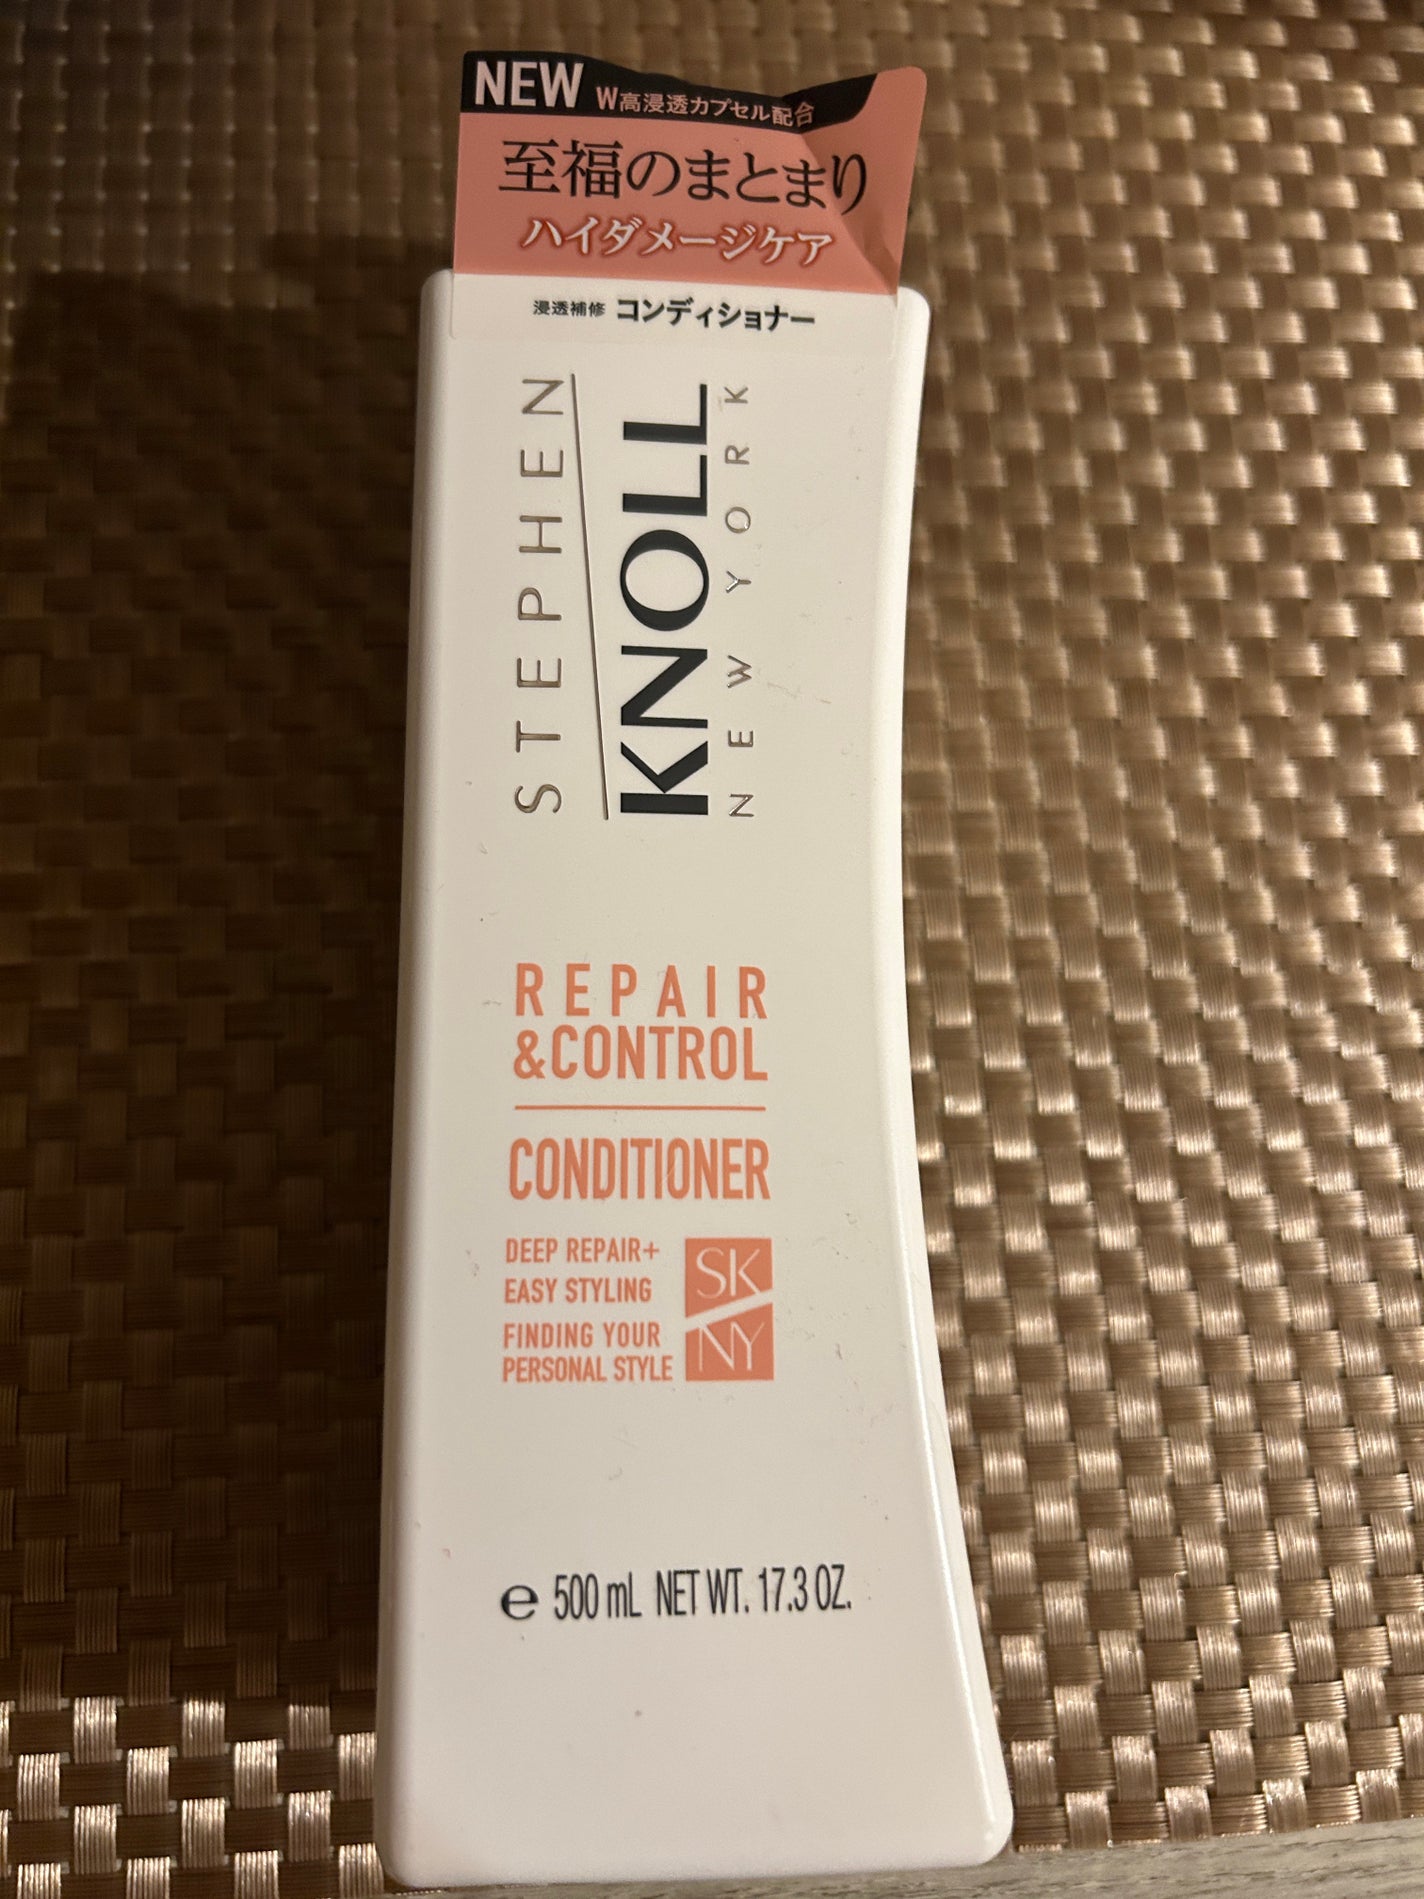 NEW W高浸透カプセル配合
至福のまとまり
ハイダメージケア
浸透補修 コンディショナー
STEPHEN
KNOLL
NEW YORK
REPAIR
&CONTROL
CONDITIONER
DEEP REPAIR+
EASY STYLING
FINDING YOUR
PERSONAL STYLE
SK
NY
e 500 mL NET WT. 17.3 OZ.